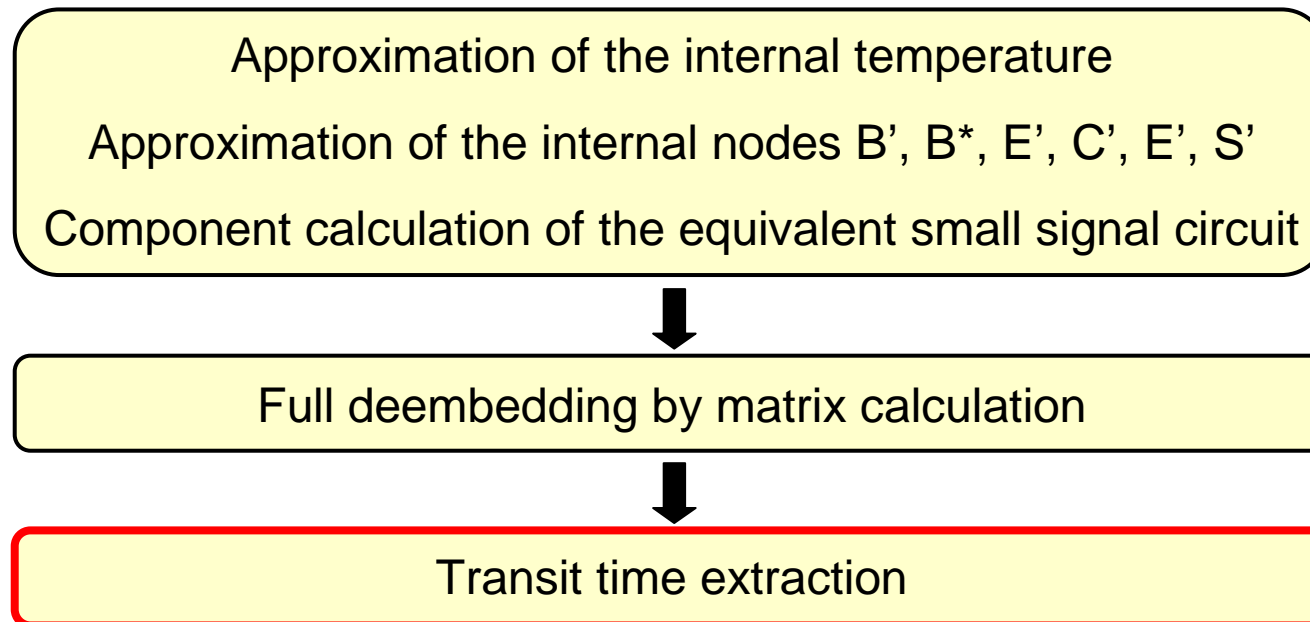 Approximation of the internal temperature
Approximation of the internal nodes B’, B*, E’, C’, E’, S’
Component calculation of the equivalent small signal circuit
Full deembedding by matrix calculation
Transit time extraction